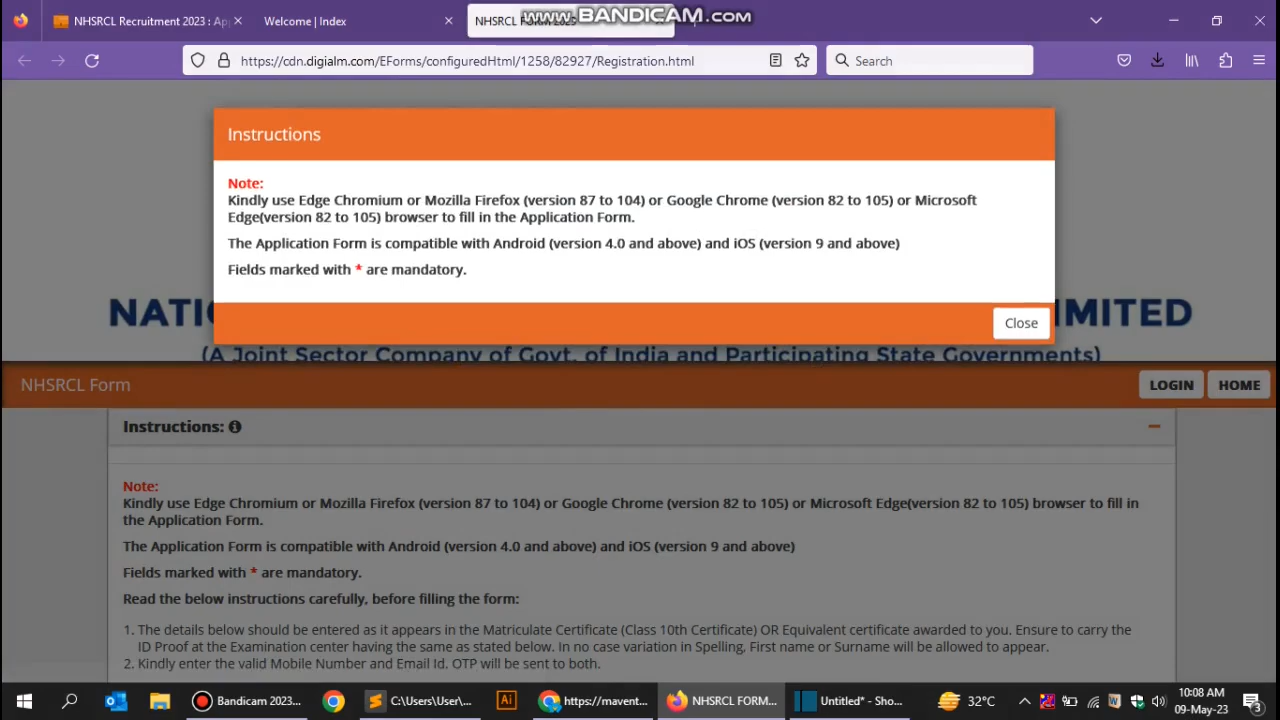 NHSRCL Recruitment 2023 : Ap
Welcome | Index
NHSRCL FORM 2023
www.BANDICAM.com
https://cdn.digialm.com/EForms/configuredHtml/1258/82927/Registration.html
Search
Instructions
Note:
Kindly use Edge Chromium or Mozilla Firefox (version 87 to 104) or Google Chrome (version 82 to 105) or Microsoft
Edge(version 82 to 105) browser to fill in the Application Form.
The Application Form is compatible with Android (version 4.0 and above) and iOS (version 9 and above)
Fields marked with * are mandatory.
Close
NATIO
IMITED
(A Joint Sector Company of Govt. of India and Participating State Governments)
NHSRCL Form
LOGIN
HOME
Instructions:
Note:
Kindly use Edge Chromium or Mozilla Firefox (version 87 to 104) or Google Chrome (version 82 to 105) or Microsoft Edge(version 82 to 105) browser to fill in
the Application Form.
The Application Form is compatible with Android (version 4.0 and above) and iOS (version 9 and above)
Fields marked with * are mandatory.
Read the below instructions carefully, before filling the form:
1. The details below should be entered as it appears in the Matriculate Certificate (Class 10th Certificate) OR Equivalent certificate awarded to you. Ensure to carry the
ID Proof at the Examination center having the same as stated below. In no case variation in Spelling, First name or Surname will be allowed to appear.
2. Kindly enter the valid Mobile Number and Email Id. OTP will be sent to both.
Bandicam 2023...
C:\Users\User\...
Ai
https://mavent...
NHSRCL FORM...
Untitled* - Sho...
32°C
10:08 AM
09-May-23
3